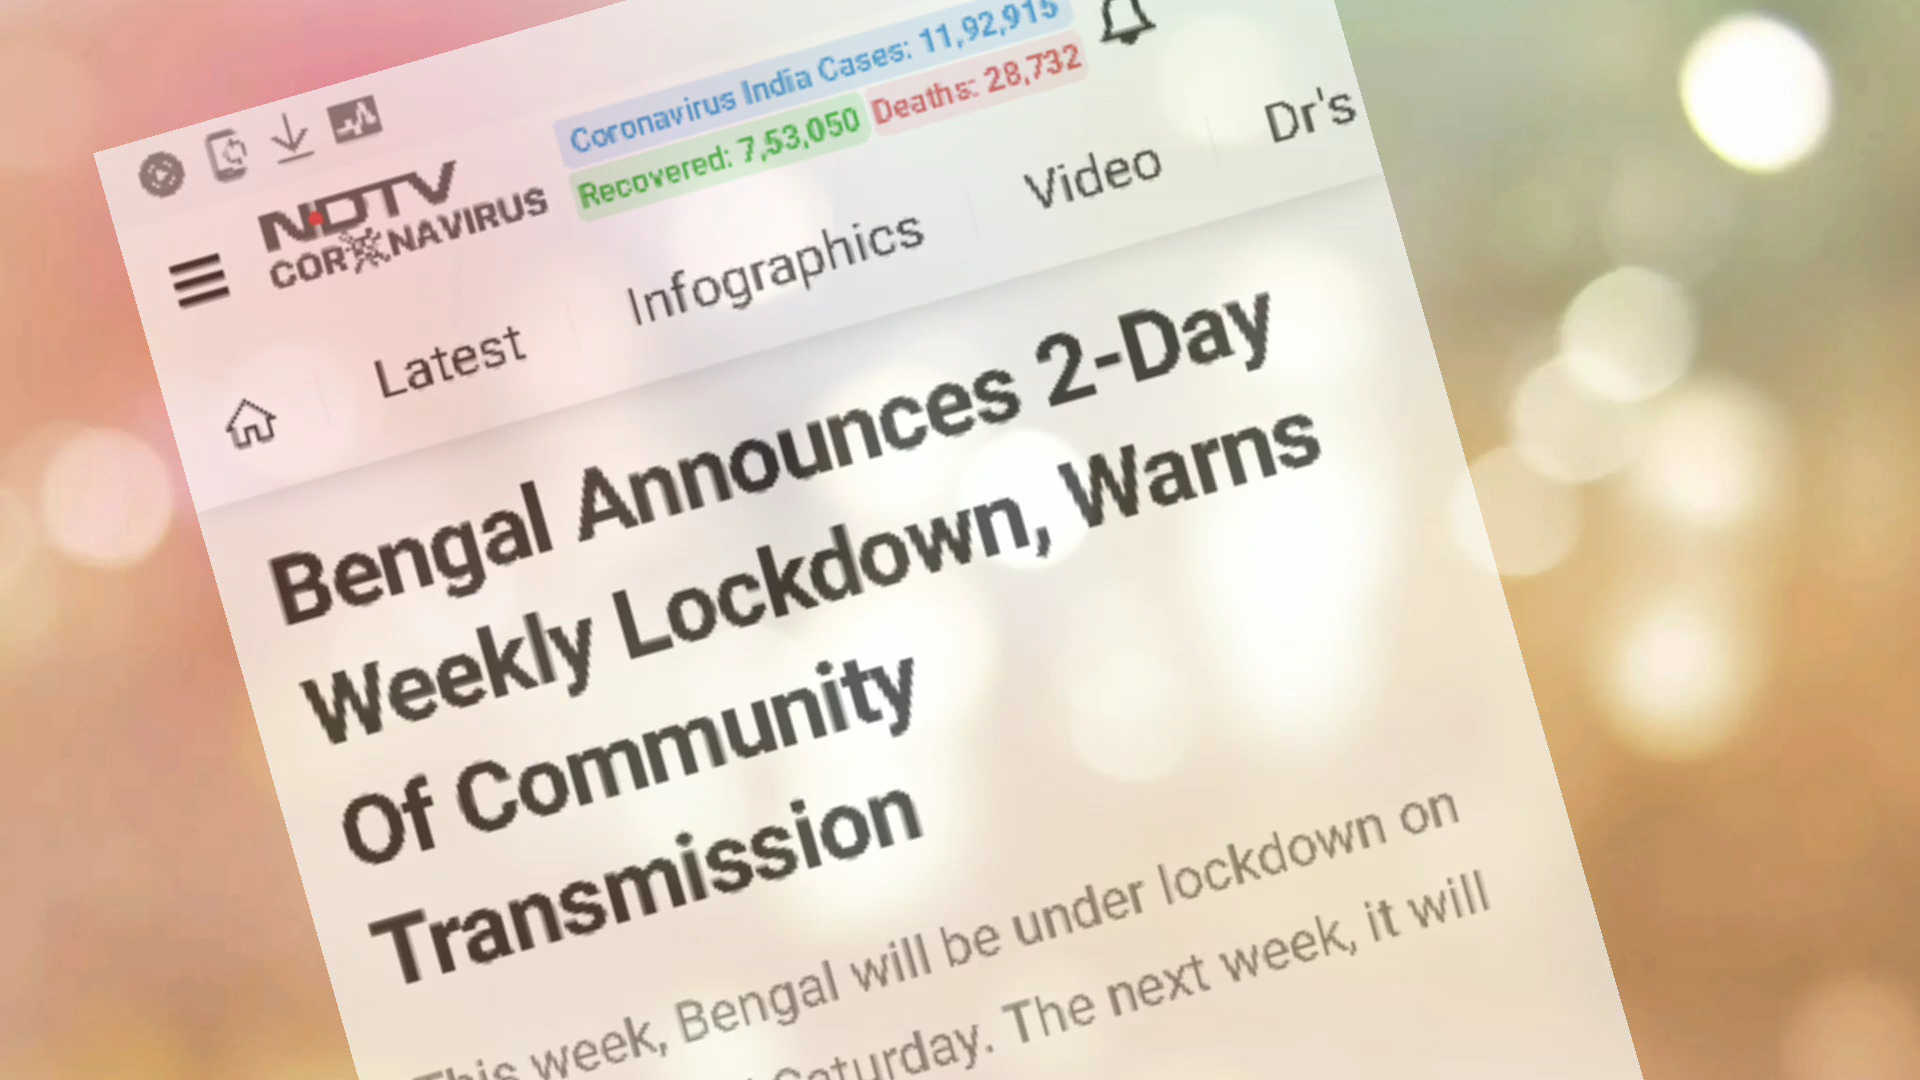 Coronavirus India Cases: 11,92,915
Recovered: 7,53,050 Deaths: 28,732
NDTV
CORONAVIRUS
Latest Infographics Video Dr's
Bengal Announces 2-Day
Weekly Lockdown, Warns
Of Community
Transmission
This week, Bengal will be under lockdown on
Saturday. The next week, it will